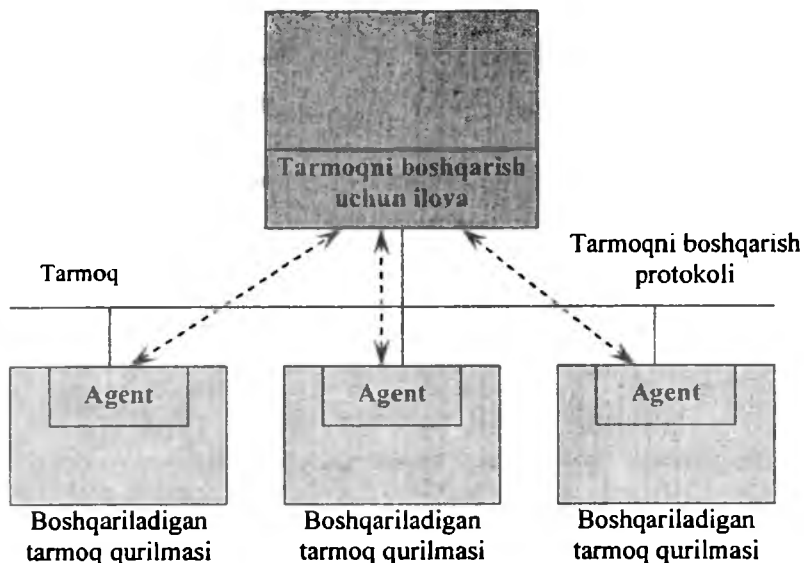 Tarmoqni boshqarish
uchun ilova
Tarmoq
Tarmoqni boshqarish
protokoli
Agent
Agent
Agent
Boshqariladigan
tarmoq qurilmasi
Boshqariladigan
tarmoq qurilmasi
Boshqariladigan
tarmoq qurilmasi